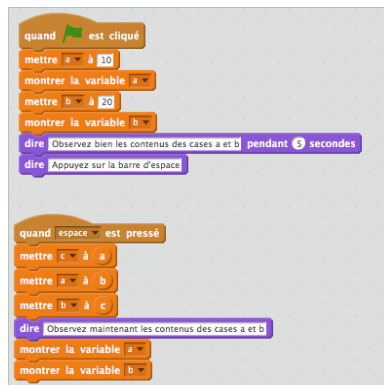 quand est cliqué
mettre a à 10
montrer la variable a
mettre b à 20
montrer la variable b
dire Observez bien les contenus des cases a et b pendant 5 secondes
dire Appuyez sur la barre d'espace
quand espace est pressé
mettre c à a
mettre a à b
mettre b à c
dire Observez maintenant les contenus des cases a et b
montrer la variable a
montrer la variable b